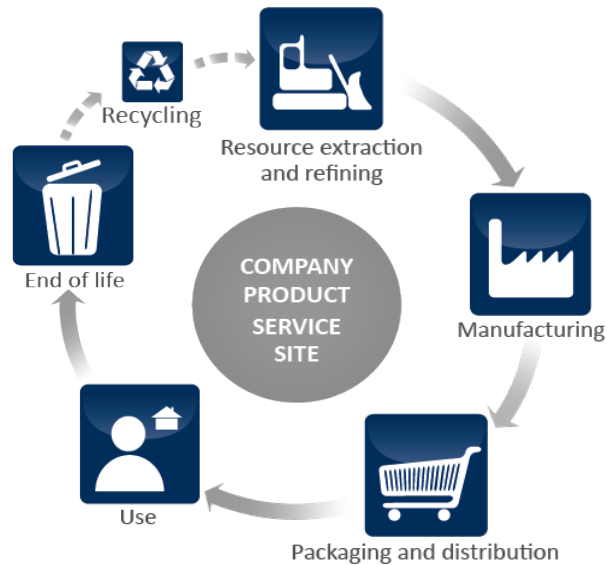 Recycling
Resource extraction
and refining
End of life
COMPANY
PRODUCT
SERVICE
SITE
Manufacturing
Use
Packaging and distribution